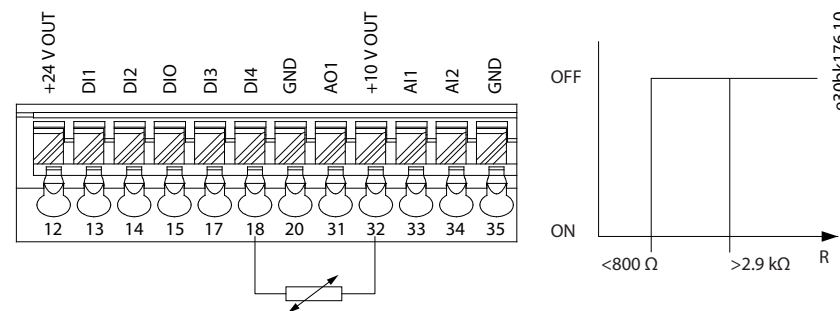 +24 V OUT
DI1
DI2
DIO
DI3
DI4
GND
AO1
+10 V OUT
AI1
AI2
GND
12 13 14 15 17 18 20 31 32 33 34 35
OFF
ON
<800 Ω
>2.9 kΩ
R